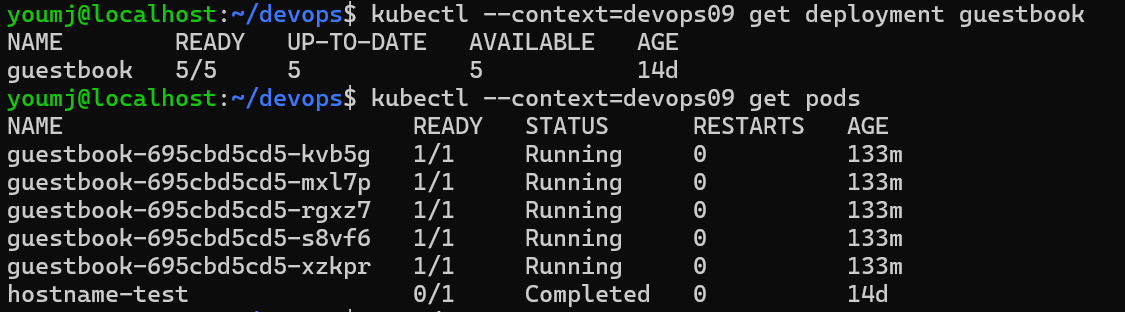 youmj@localhost:~/devops$ kubectl --context=devops09 get deployment guestbook
NAME        READY   UP-TO-DATE   AVAILABLE   AGE
guestbook   5/5     5            5           14d
youmj@localhost:~/devops$ kubectl --context=devops09 get pods
NAME                         READY   STATUS      RESTARTS   AGE
guestbook-695cbd5cd5-kvb5g   1/1     Running     0          133m
guestbook-695cbd5cd5-mxl7p   1/1     Running     0          133m
guestbook-695cbd5cd5-rgxz7   1/1     Running     0          133m
guestbook-695cbd5cd5-s8vf6   1/1     Running     0          133m
guestbook-695cbd5cd5-xzkpr   1/1     Running     0          133m
hostname-test                0/1     Completed   0          14d